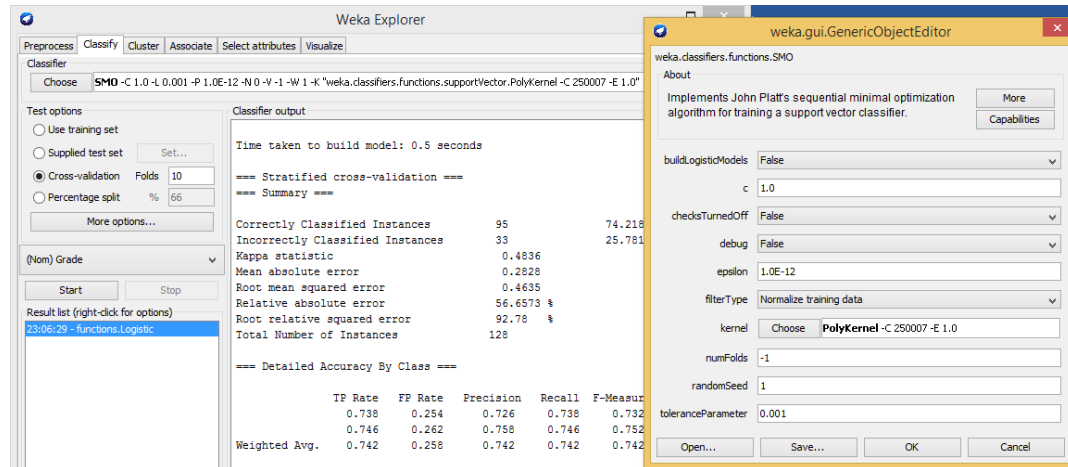 Weka Explorer
Preprocess Classify Cluster Associate Select attributes Visualize
Classifier
Choose SMO -C 1.0 -L 0.001 -P 1.0E-12 -N 0 -V -1 -W 1 -K "weka.classifiers.functions.supportVector.PolyKernel -C 250007 -E 1.0"
Test options
Use training set
Supplied test set Set...
Cross-validation Folds 10
Percentage split % 66
More options...
(Nom) Grade
Start Stop
Result list (right-click for options)
23:06:29 - functions.Logistic
Classifier output
Time taken to build model: 0.5 seconds
=== Stratified cross-validation ===
=== Summary ===
Correctly Classified Instances 95 74.218
Incorrectly Classified Instances 33 25.781
Kappa statistic 0.4836
Mean absolute error 0.2828
Root mean squared error 0.4635
Relative absolute error 56.6573 %
Root relative squared error 92.78 %
Total Number of Instances 128
=== Detailed Accuracy By Class ===
TP Rate FP Rate Precision Recall F-Measur
0.738 0.254 0.726 0.738 0.732
0.746 0.262 0.758 0.746 0.752
Weighted Avg. 0.742 0.258 0.742 0.742 0.742
weka.gui.GenericObjectEditor
weka.classifiers.functions.SMO
About
Implements John Platt's sequential minimal optimization
algorithm for training a support vector classifier.
More
Capabilities
buildLogisticModels False
c 1.0
checksTurnedOff False
debug False
epsilon 1.0E-12
filterType Normalize training data
kernel Choose PolyKernel -C 250007 -E 1.0
numFolds -1
randomSeed 1
toleranceParameter 0.001
Open... Save... OK Cancel